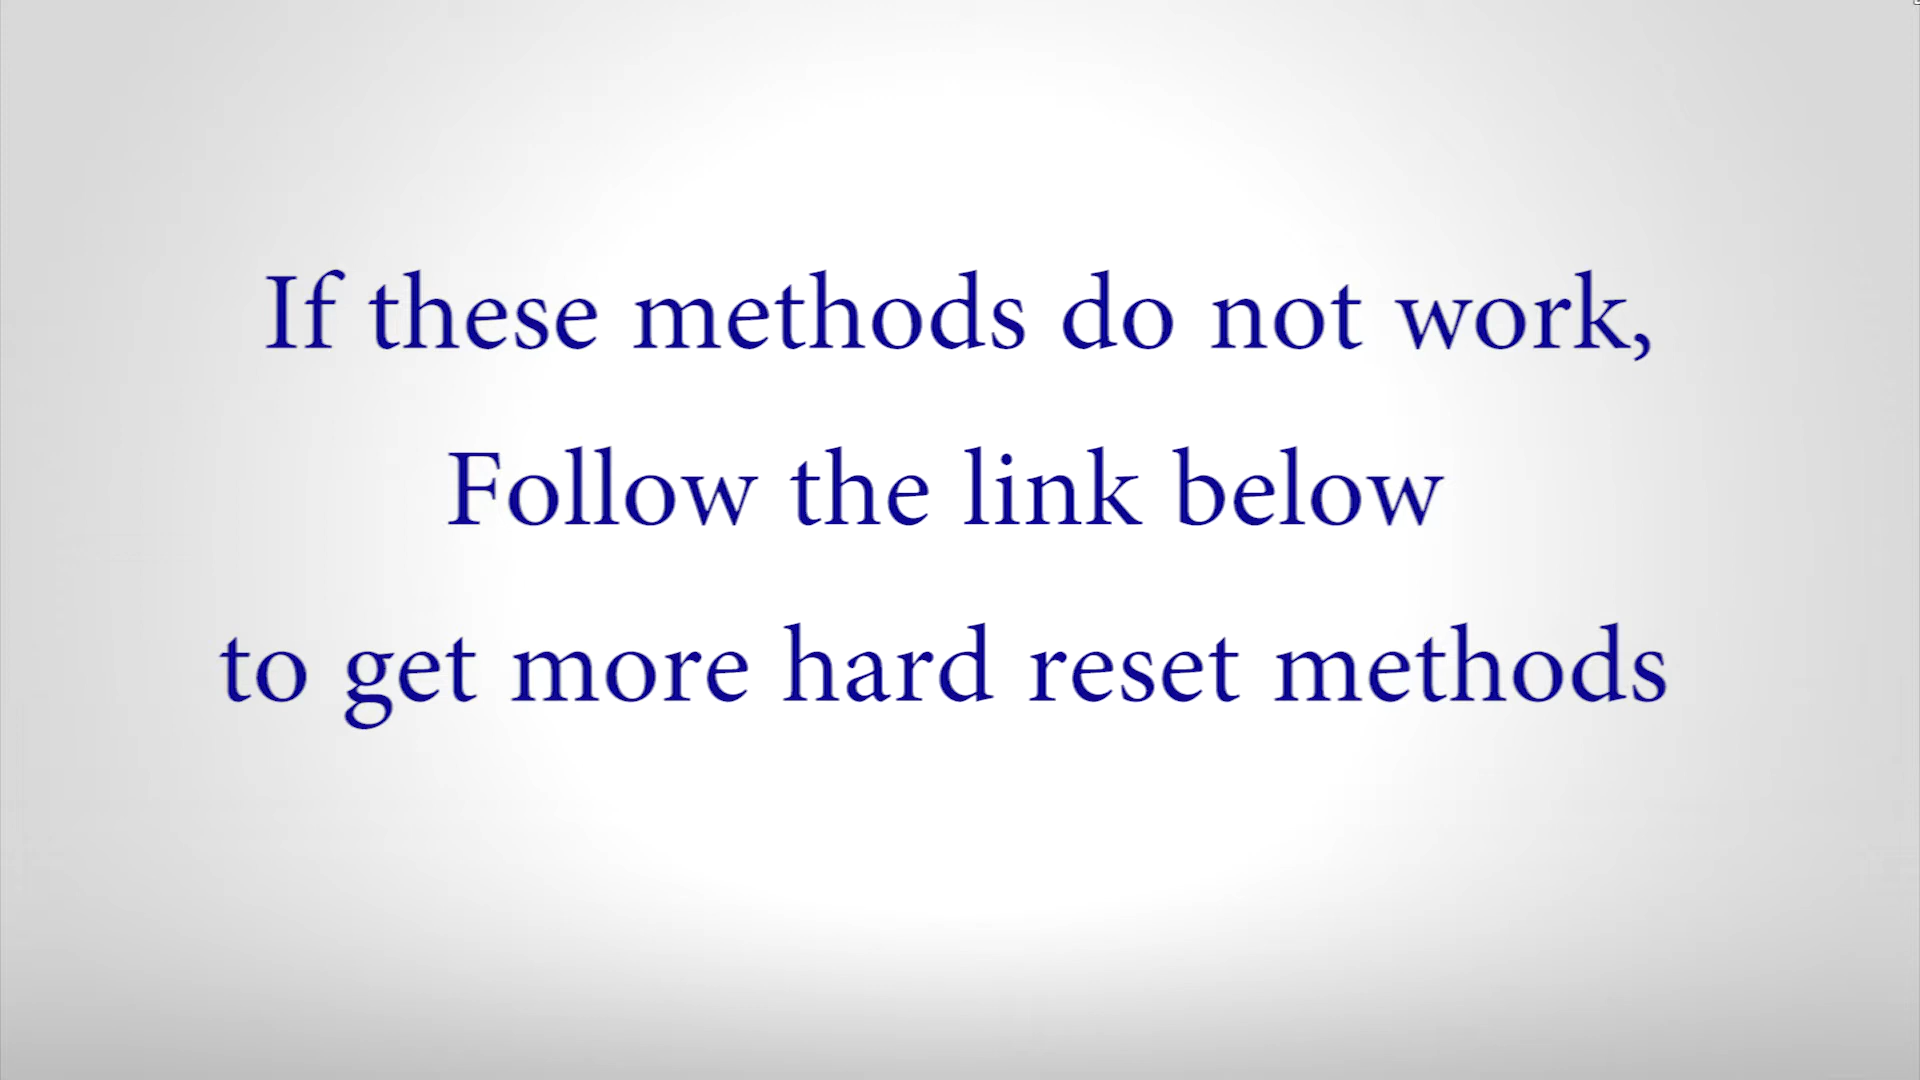 If these methods do not work,
Follow the link below
to get more hard reset methods